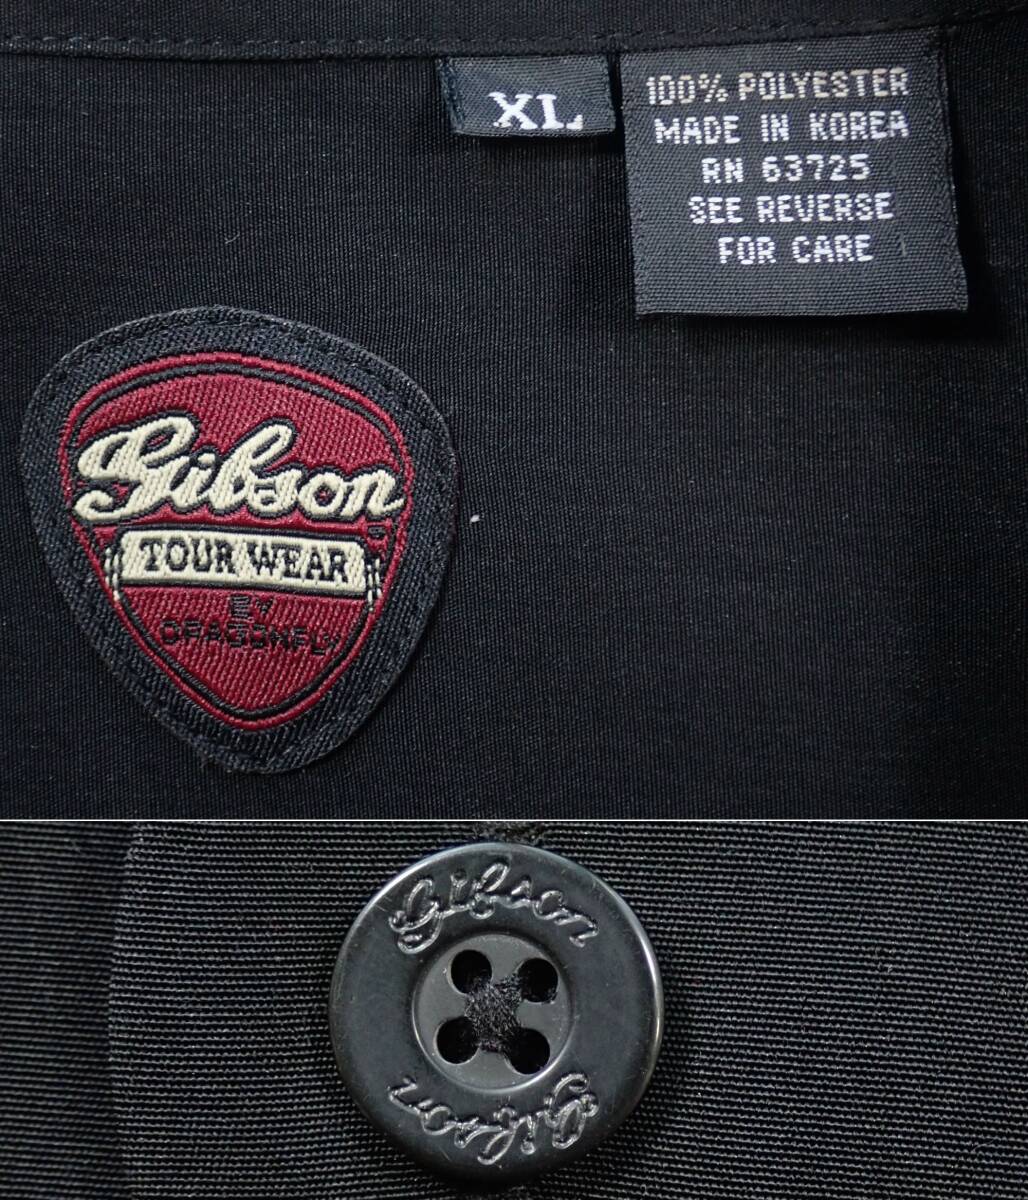 XL
100% POLYESTER
MADE IN KOREA
RN 63725
SEE REVERSE
FOR CARE
Gibson
TOUR WEAR
BY
DRAGONFLY
Gibson
Gibson